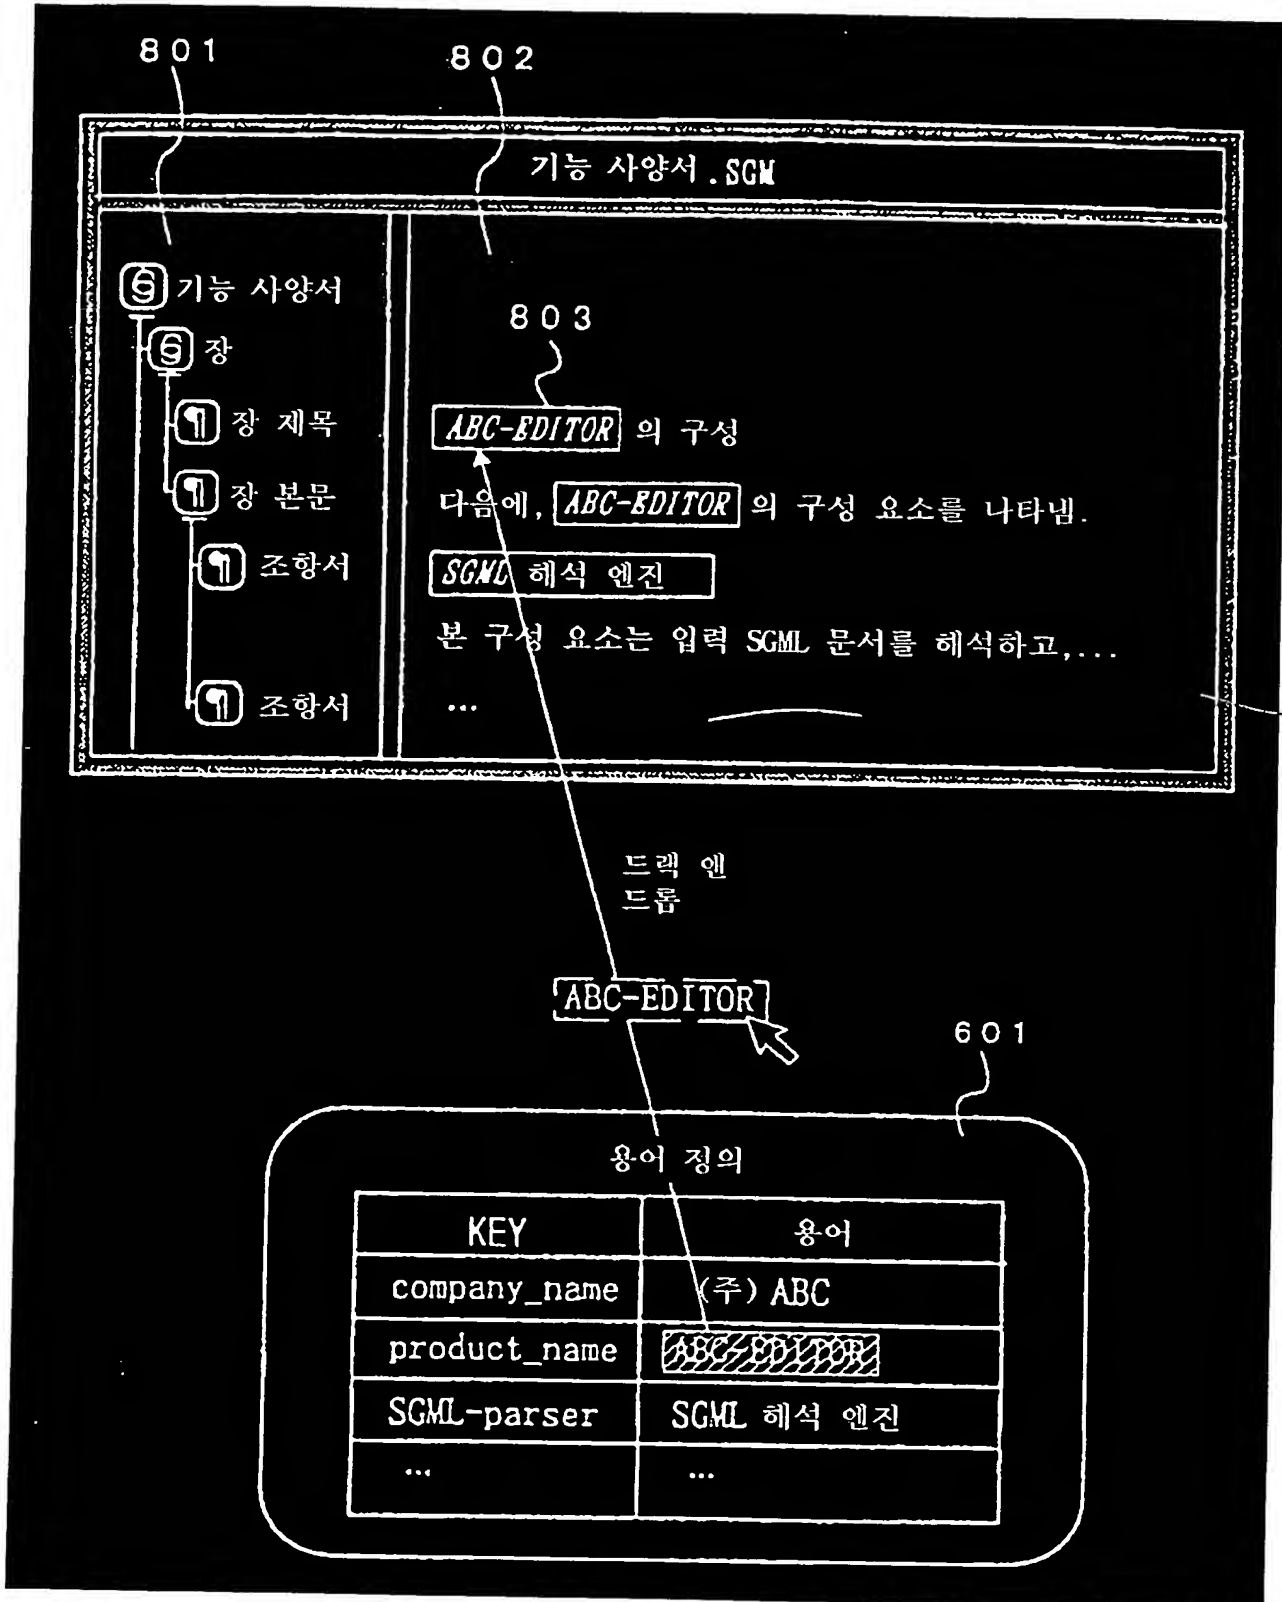 801
802
기능 사양서.SGM
기능 사양서
장
장 제목
장 본문
조항서
조항서
803
ABC-EDITOR 의 구성
다음에, ABC-EDITOR 의 구성 요소를 나타냄.
SGML 해석 엔진
본 구성 요소는 입력 SGML 문서를 해석하고,...
...
드랙 앤
드롭
ABC-EDITOR
601
용어 정의
KEY 용어
company_name (주) ABC
product_name ABC-EDITOR
SGML-parser SGML 해석 엔진
... ...